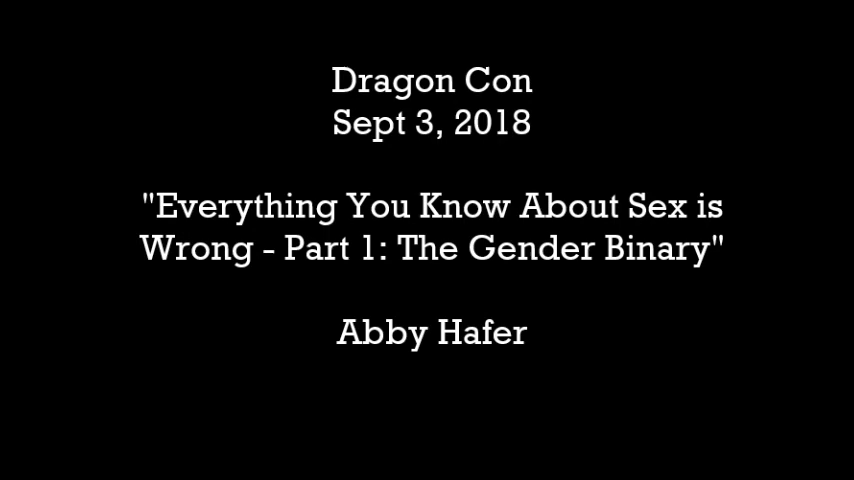 Dragon Con
Sept 3, 2018
"Everything You Know About Sex is
Wrong - Part 1: The Gender Binary"
Abby Hafer